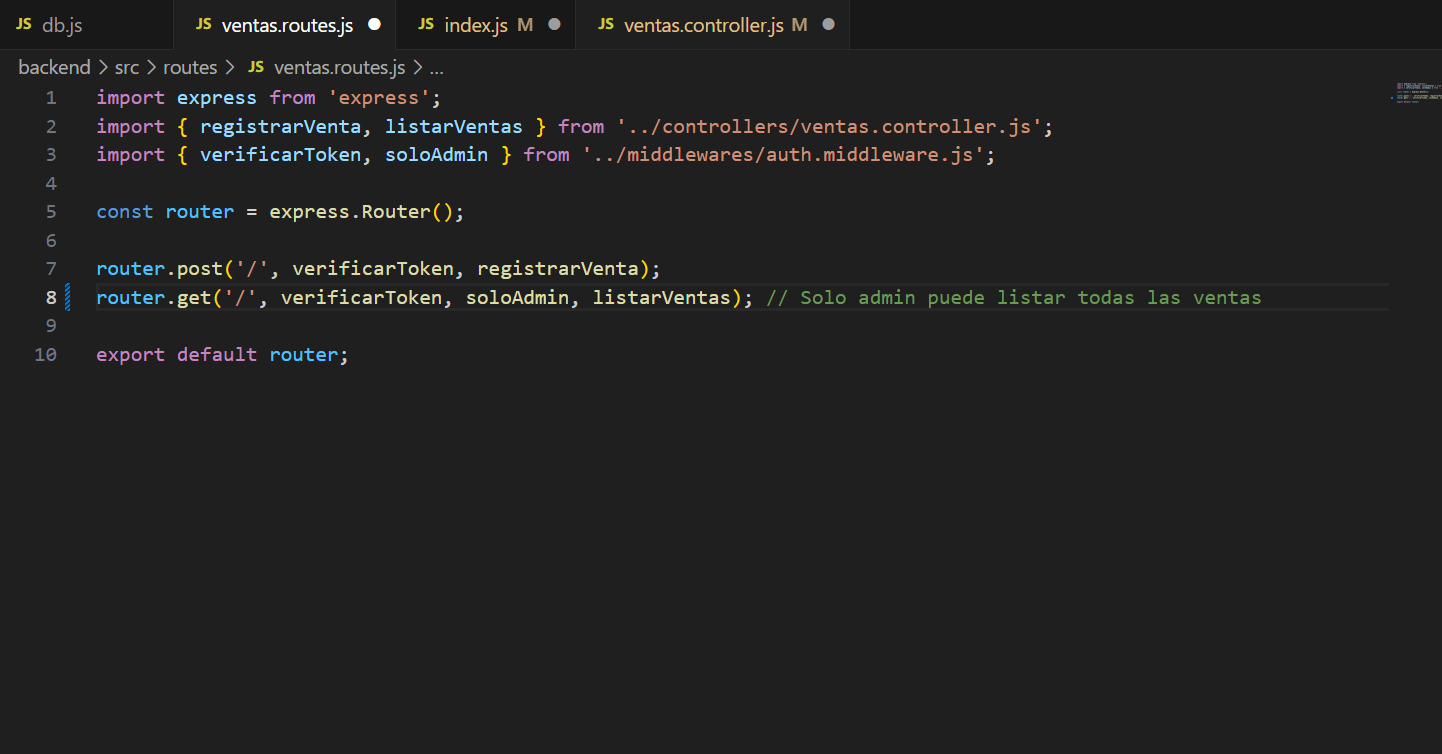 JS db.js JS ventas.routes.js JS index.js M JS ventas.controller.js M
backend > src > routes > JS ventas.routes.js > ...
1 import express from 'express';
2 import { registrarVenta, listarVentas } from '../controllers/ventas.controller.js';
3 import { verificarToken, soloAdmin } from '../middlewares/auth.middleware.js';
4
5 const router = express.Router();
6
7 router.post('/', verificarToken, registrarVenta);
8 router.get('/', verificarToken, soloAdmin, listarVentas); // Solo admin puede listar todas las ventas
9
10 export default router;